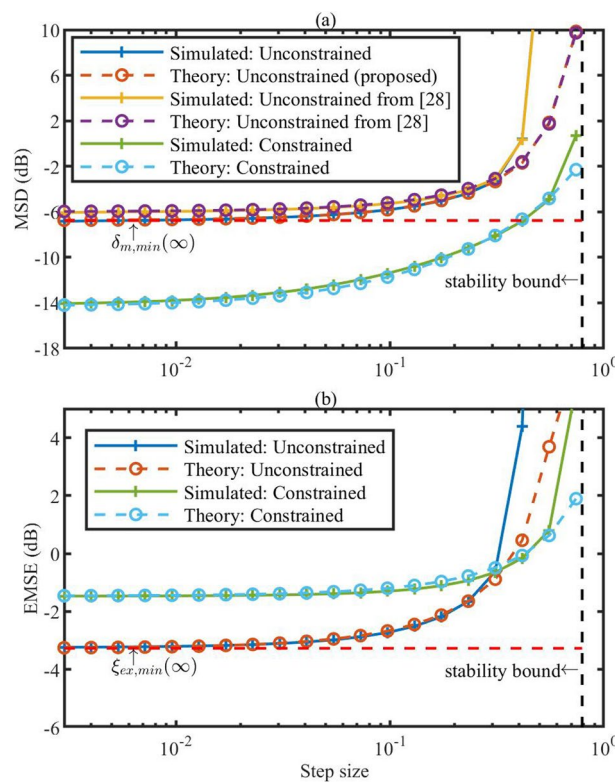 (a)
10
6
2
-2
-6
-10
-14
-18
MSD (dB)
Simulated: Unconstrained
Theory: Unconstrained (proposed)
Simulated: Unconstrained from [28]
Theory: Unconstrained from [28]
Simulated: Constrained
Theory: Constrained
↑
δm,min(∞)
stability bound←
10-2
10-1
100
(b)
4
2
0
-2
-4
-6
EMSE (dB)
Simulated: Unconstrained
Theory: Unconstrained
Simulated: Constrained
Theory: Constrained
↑
ξex,min(∞)
stability bound←
10-2
10-1
100
Step size